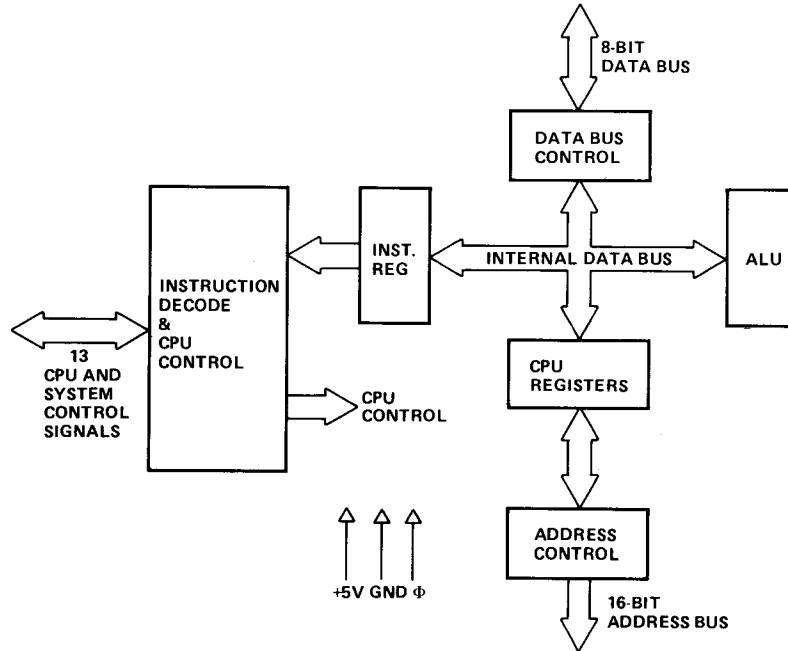 8-BIT
DATA BUS
DATA BUS
CONTROL
INSTRUCTION
DECODE
&
CPU
CONTROL
INST.
REG
INTERNAL DATA BUS
ALU
13
CPU AND
SYSTEM
CONTROL
SIGNALS
CPU
CONTROL
CPU
REGISTERS
ADDRESS
CONTROL
+5V GND Φ
16-BIT
ADDRESS BUS